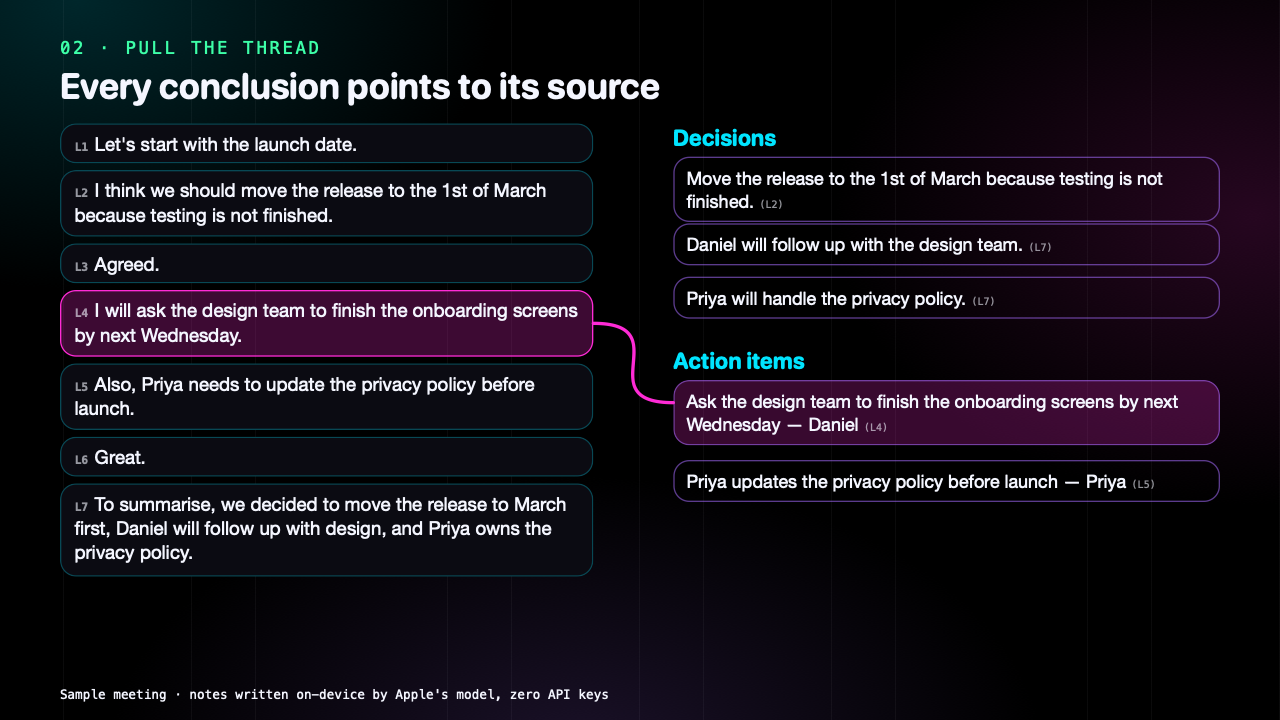 02 · PULL THE THREAD
Every conclusion points to its source
L1 Let's start with the launch date.
L2 I think we should move the release to the 1st of March
because testing is not finished.
L3 Agreed.
L4 I will ask the design team to finish the onboarding screens
by next Wednesday.
L5 Also, Priya needs to update the privacy policy before
launch.
L6 Great.
L7 To summarise, we decided to move the release to March
first, Daniel will follow up with design, and Priya owns the
privacy policy.
Decisions
Move the release to the 1st of March because testing is not
finished. (L2)
Daniel will follow up with the design team. (L7)
Priya will handle the privacy policy. (L7)
Action items
Ask the design team to finish the onboarding screens by next
Wednesday — Daniel (L4)
Priya updates the privacy policy before launch — Priya (L5)
Sample meeting · notes written on-device by Apple's model, zero API keys